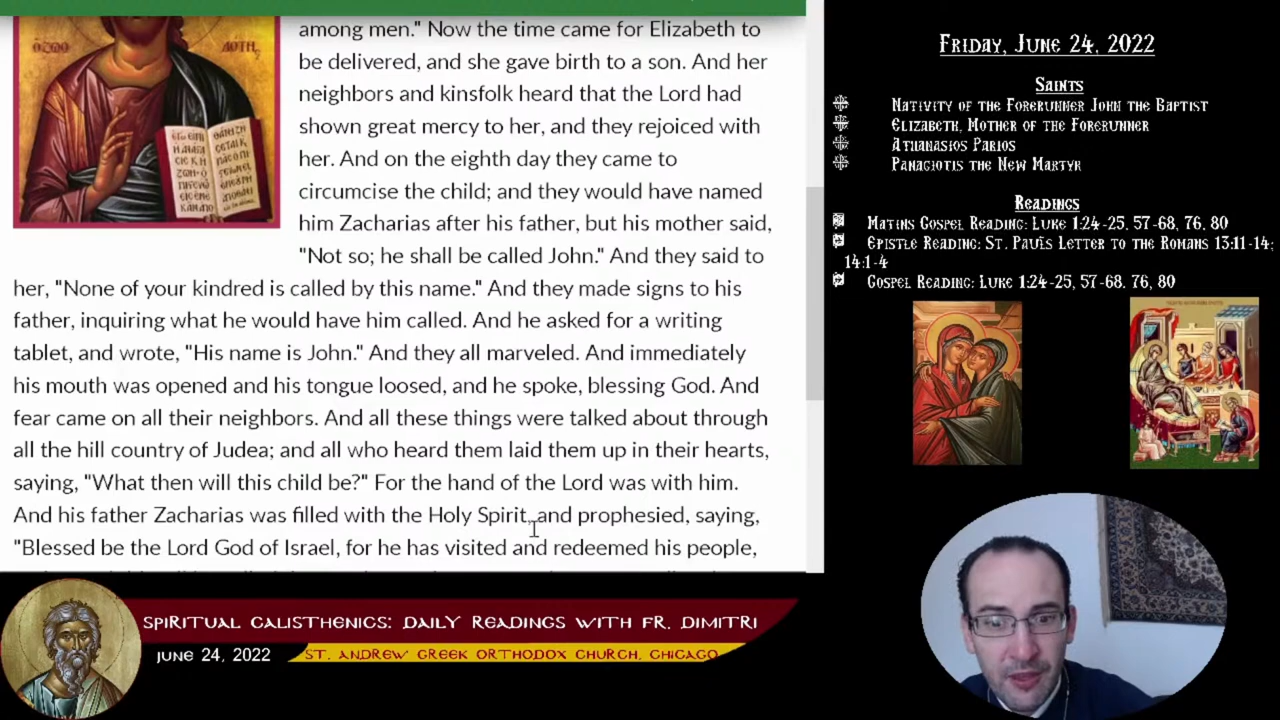 among men." Now the time came for Elizabeth to
be delivered, and she gave birth to a son. And her
neighbors and kinsfolk heard that the Lord had
shown great mercy to her, and they rejoiced with
her. And on the eighth day they came to
circumcise the child; and they would have named
him Zacharias after his father, but his mother said,
"Not so; he shall be called John." And they said to
her, "None of your kindred is called by this name." And they made signs to his
father, inquiring what he would have him called. And he asked for a writing
tablet, and wrote, "His name is John." And they all marveled. And immediately
his mouth was opened and his tongue loosed, and he spoke, blessing God. And
fear came on all their neighbors. And all these things were talked about through
all the hill country of Judea; and all who heard them laid them up in their hearts,
saying, "What then will this child be?" For the hand of the Lord was with him.
And his father Zacharias was filled with the Holy Spirit, and prophesied, saying,
"Blessed be the Lord God of Israel, for he has visited and redeemed his people,
Friday, June 24, 2022
Saints
Nativity of the Forerunner John the Baptist
Elizabeth, Mother of the Forerunner
Athanasios Parios
Panagiotis the New Martyr
Readings
Matins Gospel Reading: Luke 1:24-25, 57-68, 76, 80
Epistle Reading: St. Paul's Letter to the Romans 13:11-14;
14:1-4
Gospel Reading: Luke 1:24-25, 57-68. 76, 80
SPIRITUAL CALISTHENICS: DAILY READINGS WITH FR. DIMITRI
JUNE 24, 2022
ST. ANDREW GREEK ORTHODOX CHURCH, CHICAGO